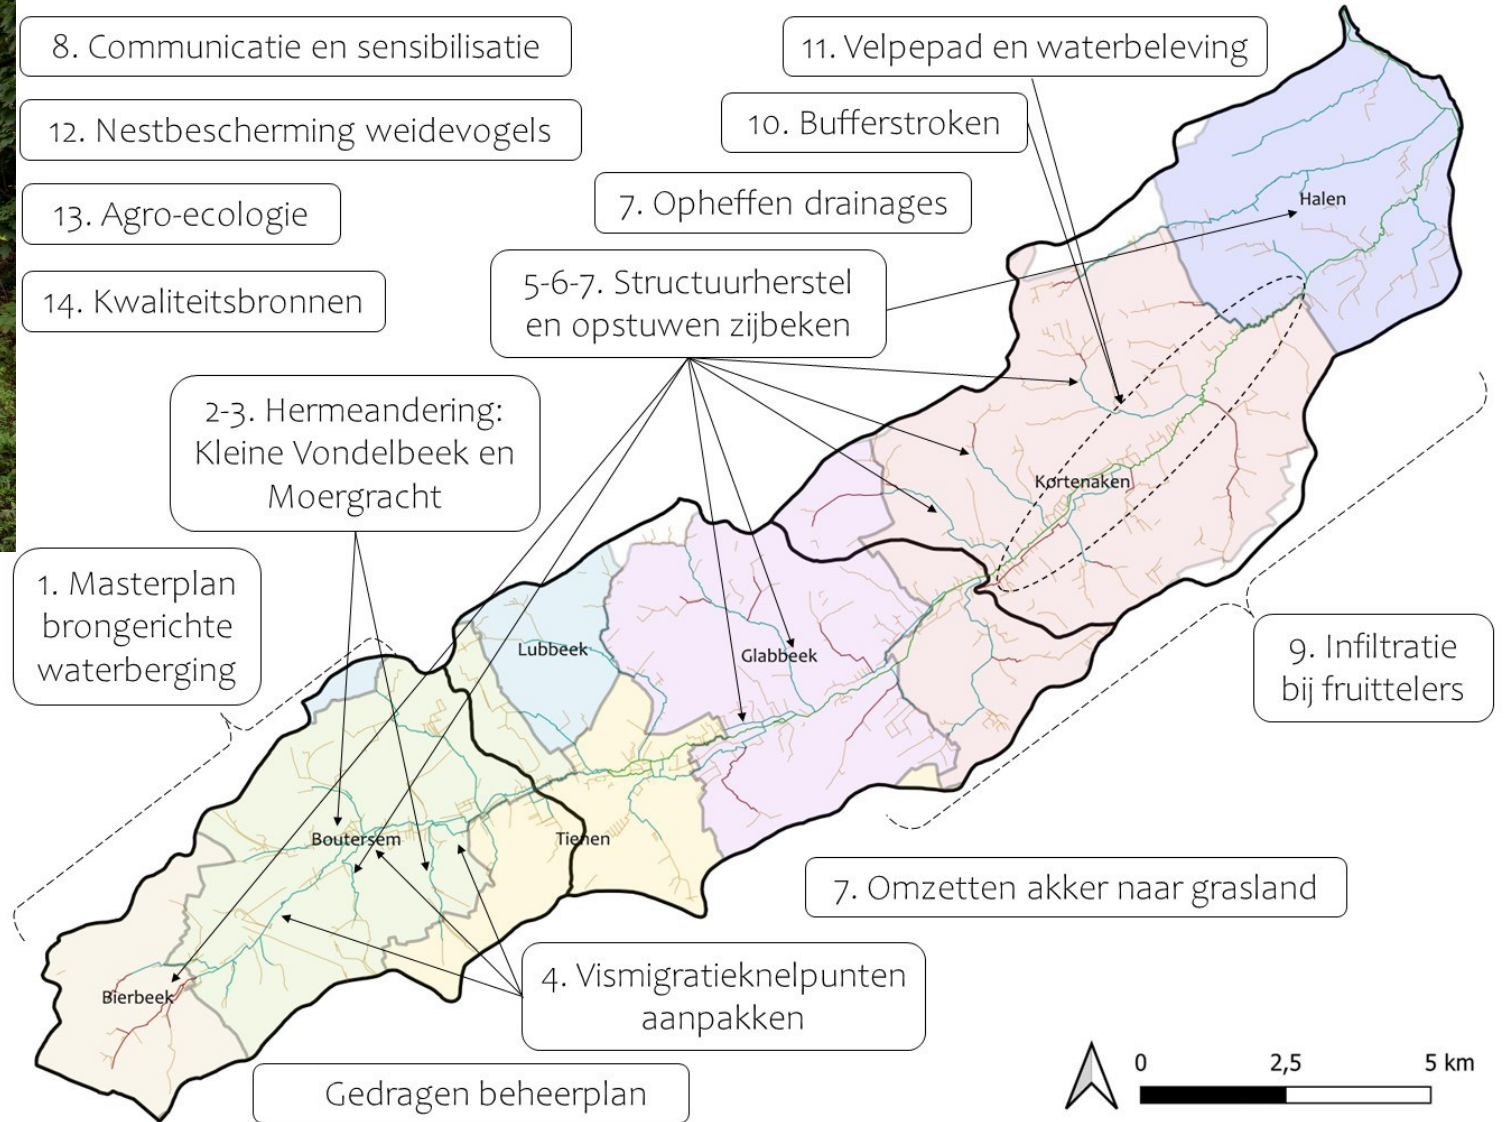 8. Communicatie en sensibilisatie
12. Nestbescherming weidevogels
13. Agro-ecologie
14. Kwaliteitsbronnen
11. Velpepad en waterbeleving
10. Bufferstroken
7. Opheffen drainages
5-6-7. Structuurherstel
en opstuwen zijbeken
2-3. Hermeandering:
Kleine Vondelbeek en
Moergracht
1. Masterplan
brongerichte
waterberging
Halen
Kortenaken
Lubbeek
Glabbeek
Boutersem
Tienen
Bierbeek
9. Infiltratie
bij fruittelers
7. Omzetten akker naar grasland
4. Vismigratieknelpunten
aanpakken
Gedragen beheerplan
0 2,5 5 km